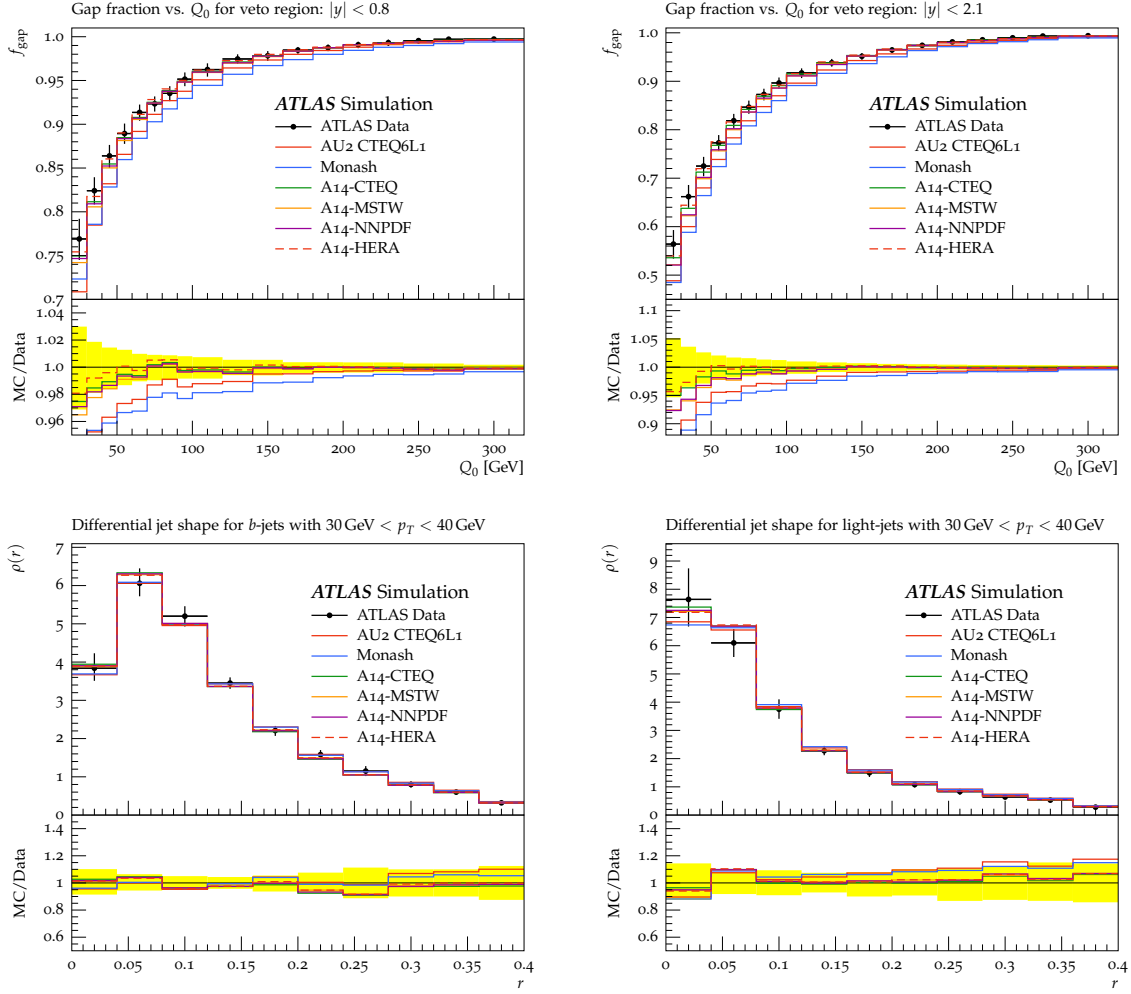 Gap fraction vs. Q0 for veto region: |y| < 0.8
fgap
1.0
0.95
0.9
0.85
0.8
0.75
0.7
ATLAS Simulation
ATLAS Data
AU2 CTEQ6L1
Monash
A14-CTEQ
A14-MSTW
A14-NNPDF
A14-HERA
MC/Data
1.04
1.02
1.0
0.98
0.96
50 100 150 200 250 300
Q0 [GeV]
Gap fraction vs. Q0 for veto region: |y| < 2.1
fgap
1.0
0.9
0.8
0.7
0.6
0.5
ATLAS Simulation
ATLAS Data
AU2 CTEQ6L1
Monash
A14-CTEQ
A14-MSTW
A14-NNPDF
A14-HERA
MC/Data
1.1
1.05
1.0
0.95
0.9
50 100 150 200 250 300
Q0 [GeV]
Differential jet shape for b-jets with 30 GeV < pT < 40 GeV
ρ(r)
7
6
5
4
3
2
1
0
ATLAS Simulation
ATLAS Data
AU2 CTEQ6L1
Monash
A14-CTEQ
A14-MSTW
A14-NNPDF
A14-HERA
MC/Data
1.4
1.2
1
0.8
0.6
0 0.05 0.1 0.15 0.2 0.25 0.3 0.35 0.4
r
Differential jet shape for light-jets with 30 GeV < pT < 40 GeV
ρ(r)
9
8
7
6
5
4
3
2
1
0
ATLAS Simulation
ATLAS Data
AU2 CTEQ6L1
Monash
A14-CTEQ
A14-MSTW
A14-NNPDF
A14-HERA
MC/Data
1.4
1.2
1
0.8
0.6
0 0.05 0.1 0.15 0.2 0.25 0.3 0.35 0.4
r